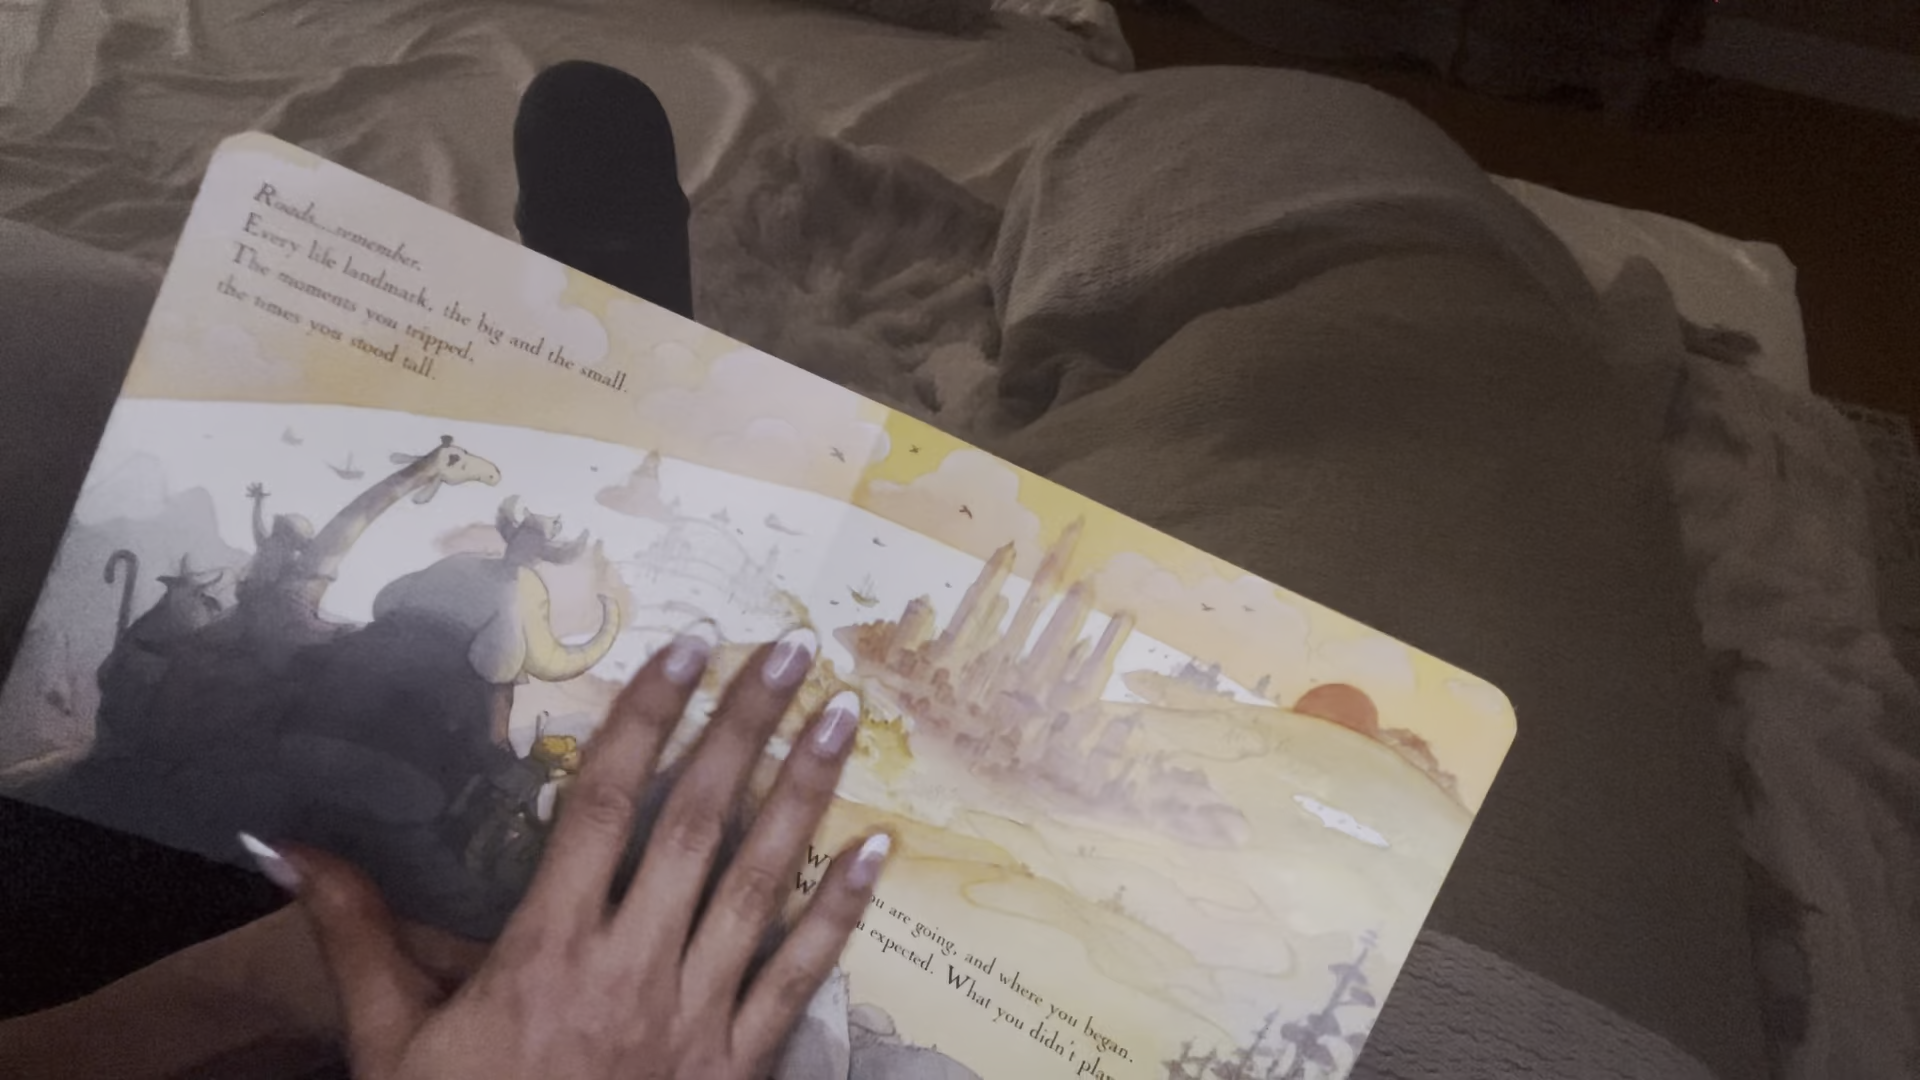 Roads...remember.
Every life landmark, the big and the small.
The moments you tripped,
the times you stood tall.
you are going, and where you began.
expected. What you didn't plan